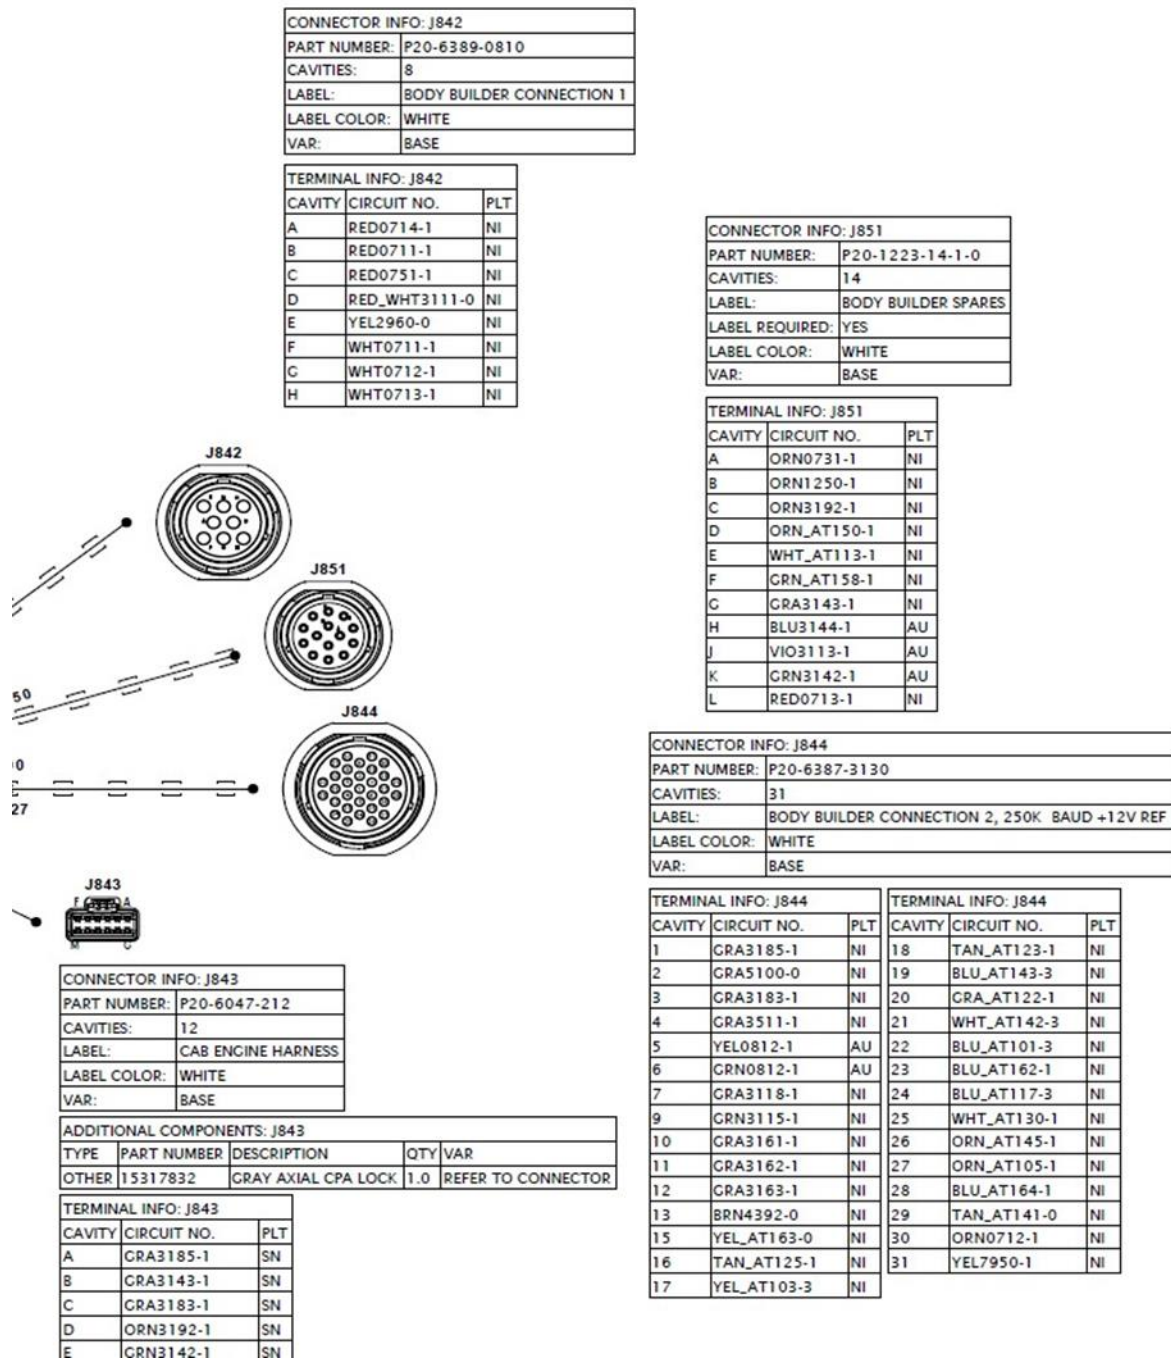 CONNECTOR INFO: J842
PART NUMBER: P20-6389-0810
CAVITIES: 8
LABEL: BODY BUILDER CONNECTION 1
LABEL COLOR: WHITE
VAR: BASE
TERMINAL INFO: J842
CAVITY CIRCUIT NO. PLT
A RED0714-1 NI
B RED0711-1 NI
C RED0751-1 NI
D RED_WHT3111-0 NI
E YEL2960-0 NI
F WHT0711-1 NI
G WHT0712-1 NI
H WHT0713-1 NI
CONNECTOR INFO: J851
PART NUMBER: P20-1223-14-1-0
CAVITIES: 14
LABEL: BODY BUILDER SPARES
LABEL REQUIRED: YES
LABEL COLOR: WHITE
VAR: BASE
TERMINAL INFO: J851
CAVITY CIRCUIT NO. PLT
A ORN0731-1 NI
B ORN1250-1 NI
C ORN3192-1 NI
D ORN_AT150-1 NI
E WHT_AT113-1 NI
F GRN_AT158-1 NI
G GRA3143-1 NI
H BLU3144-1 AU
J VIO3113-1 AU
K GRN3142-1 AU
L RED0713-1 NI
J842
J851
50
J844
27
J843
F A
M G
CONNECTOR INFO: J844
PART NUMBER: P20-6387-3130
CAVITIES: 31
LABEL: BODY BUILDER CONNECTION 2, 250K BAUD +12V REF
LABEL COLOR: WHITE
VAR: BASE
TERMINAL INFO: J844
CAVITY CIRCUIT NO. PLT
1 GRA3185-1 NI
2 GRA5100-0 NI
3 GRA3183-1 NI
4 GRA3511-1 NI
5 YEL0812-1 AU
6 GRN0812-1 AU
7 GRA3118-1 NI
9 GRN3115-1 NI
10 GRA3161-1 NI
11 GRA3162-1 NI
12 GRA3163-1 NI
13 BRN4392-0 NI
15 YEL_AT163-0 NI
16 TAN_AT125-1 NI
17 YEL_AT103-3 NI
TERMINAL INFO: J844
CAVITY CIRCUIT NO. PLT
18 TAN_AT123-1 NI
19 BLU_AT143-3 NI
20 GRA_AT122-1 NI
21 WHT_AT142-3 NI
22 BLU_AT101-3 NI
23 BLU_AT162-1 NI
24 BLU_AT117-3 NI
25 WHT_AT130-1 NI
26 ORN_AT145-1 NI
27 ORN_AT105-1 NI
28 BLU_AT164-1 NI
29 TAN_AT141-0 NI
30 ORN0712-1 NI
31 YEL7950-1 NI
CONNECTOR INFO: J843
PART NUMBER: P20-6047-212
CAVITIES: 12
LABEL: CAB ENGINE HARNESS
LABEL COLOR: WHITE
VAR: BASE
ADDITIONAL COMPONENTS: J843
TYPE PART NUMBER DESCRIPTION QTY VAR
OTHER 15317832 GRAY AXIAL CPA LOCK 1.0 REFER TO CONNECTOR
TERMINAL INFO: J843
CAVITY CIRCUIT NO. PLT
A GRA3185-1 SN
B GRA3143-1 SN
C GRA3183-1 SN
D ORN3192-1 SN
E GRN3142-1 SN